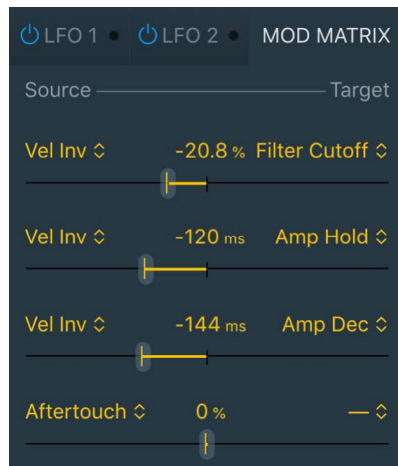 LFO 1 LFO 2 MOD MATRIX
Source Target
Vel Inv -20.8 % Filter Cutoff
Vel Inv -120 ms Amp Hold
Vel Inv -144 ms Amp Dec
Aftertouch 0 % —